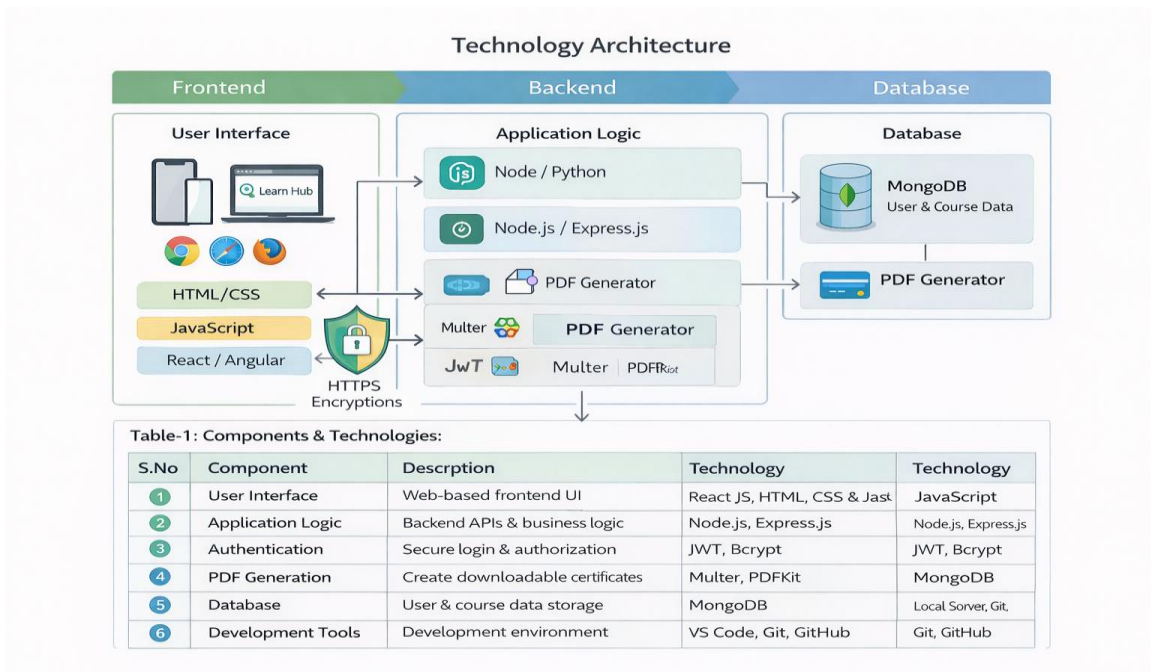 Technology Architecture
Frontend
Backend
Database
User Interface
Learn Hub
HTML/CSS
JavaScript
React / Angular
HTTPS
Encryptions
Application Logic
js
Node / Python
Node.js / Express.js
PDF Generator
Multer
PDF Generator
JwT
Multer | PDFRiot
Database
MongoDB
User & Course Data
PDF Generator
Table-1: Components & Technologies:
S.No Component Descrption Technology Technology
1 User Interface Web-based frontend UI React JS, HTML, CSS & Jast JavaScript
2 Application Logic Backend APIs & business logic Node.js, Express.js Node.js, Express.js
3 Authentication Secure login & authorization JWT, Bcrypt JWT, Bcrypt
4 PDF Generation Create downloadable certificates Multer, PDFKit MongoDB
5 Database User & course data storage MongoDB Local Sorver, Git,
6 Development Tools Development environment VS Code, Git, GitHub Git, GitHub